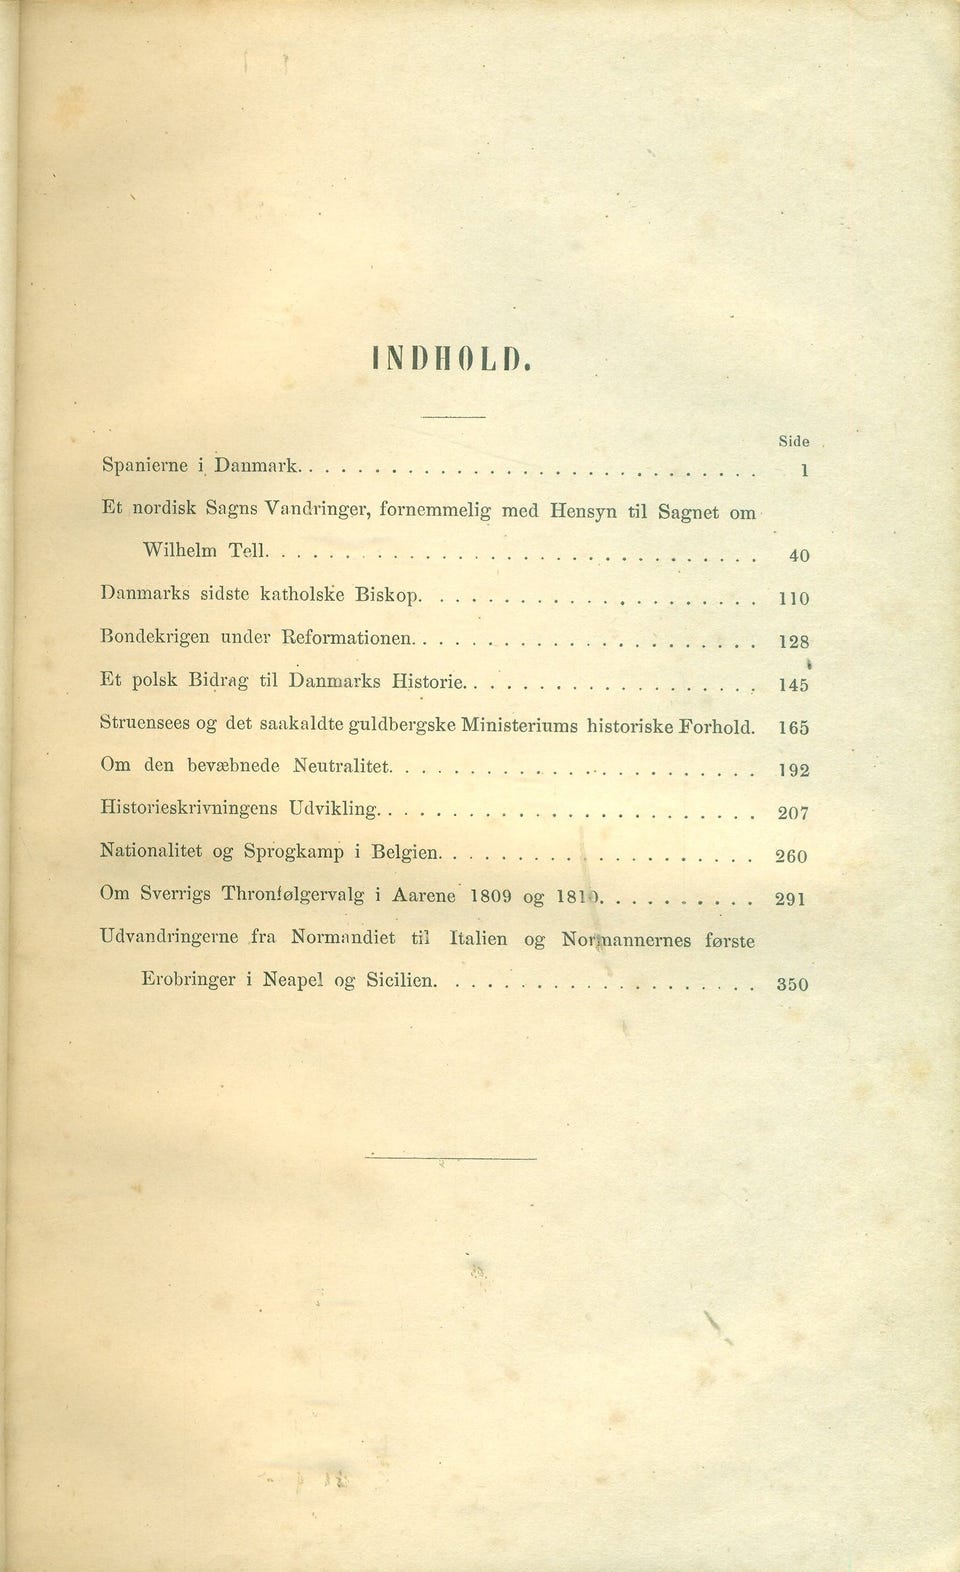 INDHOLD.
Side
Spanierne i Danmark. . . . . . . . . . . . . . . . . . . . . . . . . . 1
Et nordisk Sagns Vandringer, fornemmelig med Hensyn til Sagnet om
Wilhelm Tell. . . . . . . . . . . . . . . . . . . . . . . . . . . . 40
Danmarks sidste katholske Biskop. . . . . . . . . . . . . . . . . . . 110
Bondekrigen under Reformationen. . . . . . . . . . . . . . . . . . . . 128
Et polsk Bidrag til Danmarks Historie. . . . . . . . . . . . . . . . . 145
Struensees og det saakaldte guldbergske Ministeriums historiske Forhold. 165
Om den bevæbnede Neutralitet. . . . . . . . . . . . . . . . . . . . . 192
Historieskrivningens Udvikling. . . . . . . . . . . . . . . . . . . . . 207
Nationalitet og Sprogkamp i Belgien. . . . . . . . . . . . . . . . . . 260
Om Sverrigs Thronfølgervalg i Aarene 1809 og 1810. . . . . . . . . . 291
Udvandringerne fra Normandiet til Italien og Normannernes første
Erobringer i Neapel og Sicilien. . . . . . . . . . . . . . . . . . . 350